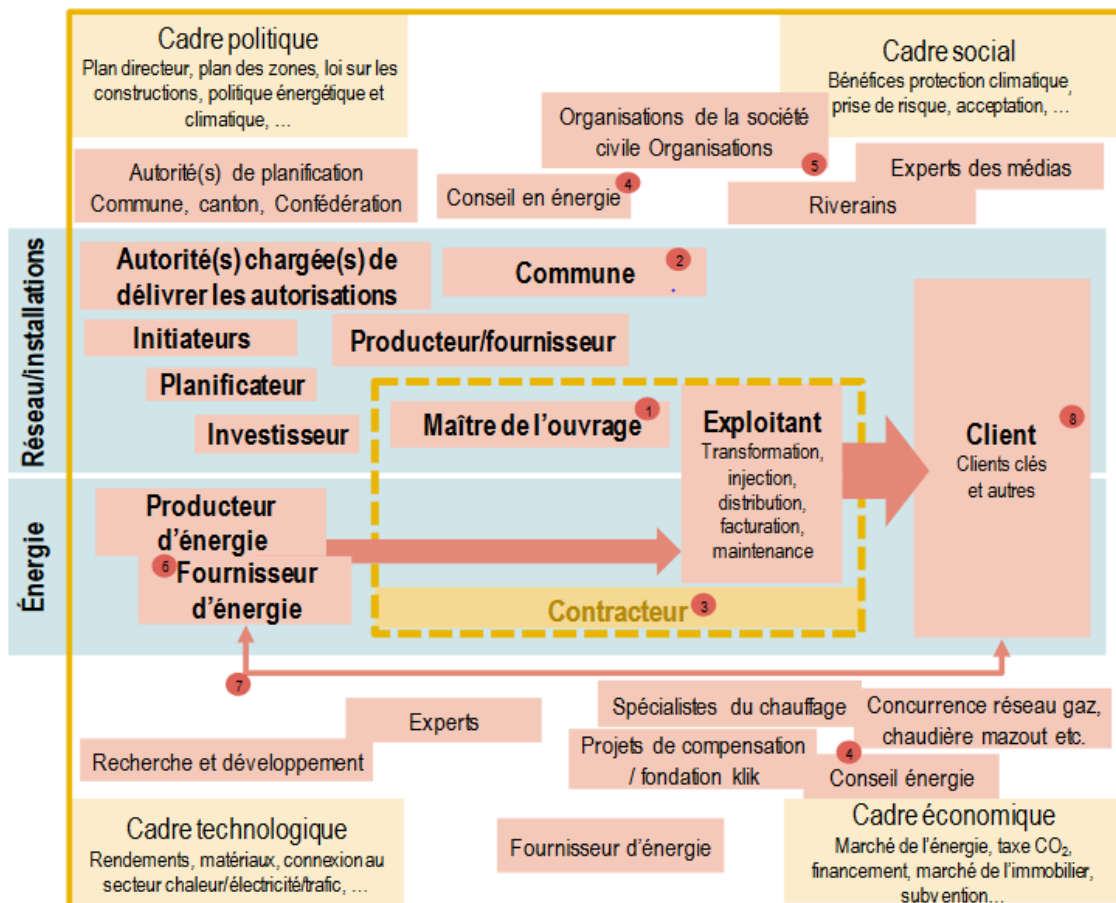 Cadre politique
Plan directeur, plan des zones, loi sur les
constructions, politique énergétique et
climatique, …
Cadre social
Bénéfices protection climatique,
prise de risque, acceptation, …
Organisations de la société
civile Organisations
5
Autorité(s) de planification
Commune, canton, Confédération
Conseil en énergie
4
Experts des médias
Riverains
Réseau/installations
Autorité(s) chargée(s) de
délivrer les autorisations
Commune
2
Initiateurs
Producteur/fournisseur
Planificateur
Investisseur
Maître de l'ouvrage
1
Exploitant
Transformation,
injection,
distribution,
facturation,
maintenance
Client
Clients clés
et autres
8
Énergie
Producteur
d'énergie
6
Fournisseur
d'énergie
Contracteur
3
7
Experts
Recherche et développement
Spécialistes du chauffage
Concurrence réseau gaz,
chaudière mazout etc.
Projets de compensation
/ fondation klik
4
Conseil énergie
Fournisseur d'énergie
Cadre technologique
Rendements, matériaux, connexion au
secteur chaleur/électricité/trafic, …
Cadre économique
Marché de l'énergie, taxe CO₂,
financement, marché de l'immobilier,
subvention…